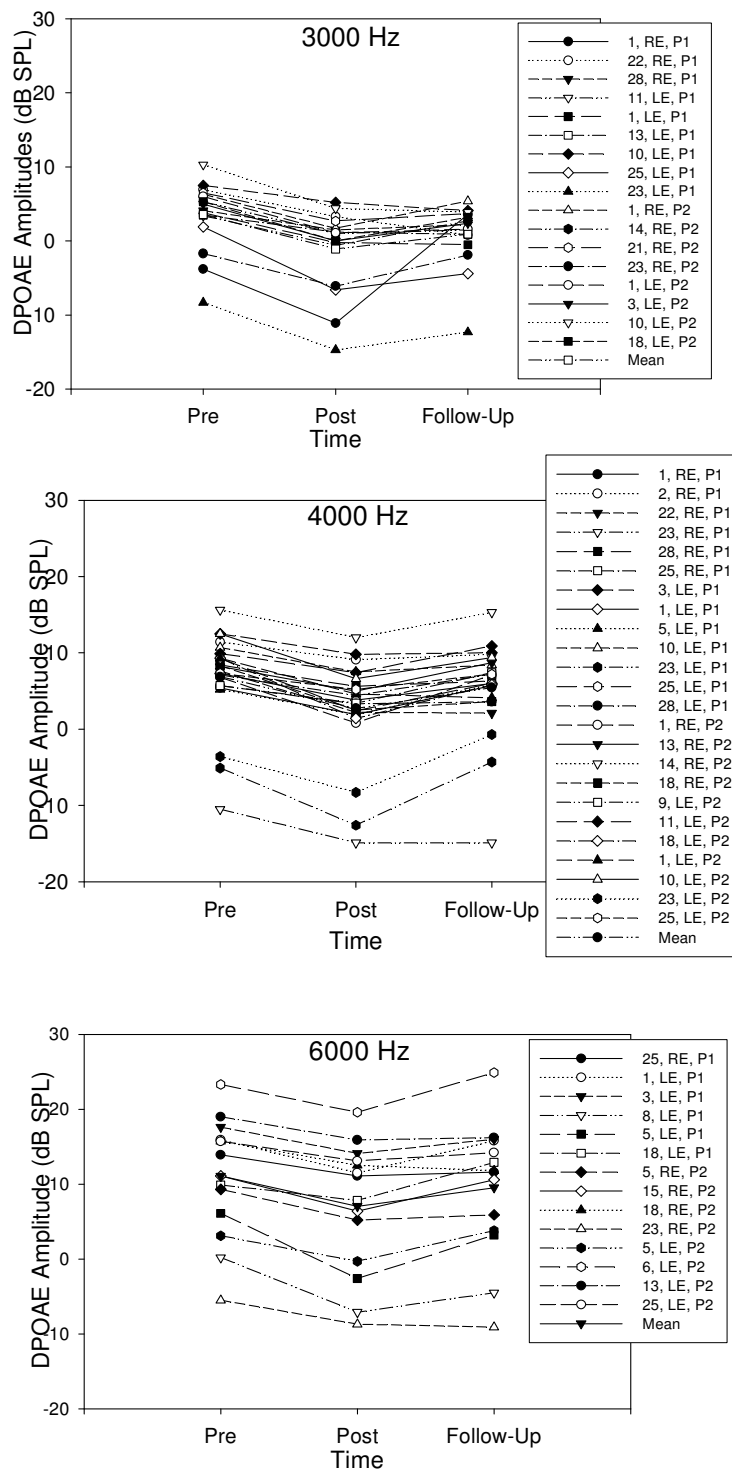 3000 Hz
DPOAE Amplitudes (dB SPL)
30
20
10
0
-10
-20
Pre
Post
Follow-Up
Time
1, RE, P1
22, RE, P1
28, RE, P1
11, LE, P1
1, LE, P1
13, LE, P1
10, LE, P1
25, LE, P1
23, LE, P1
1, RE, P2
14, RE, P2
21, RE, P2
23, RE, P2
1, LE, P2
3, LE, P2
10, LE, P2
18, LE, P2
Mean
4000 Hz
DPOAE Amplitude (dB SPL)
30
20
10
0
-10
-20
Pre
Post
Follow-Up
Time
1, RE, P1
2, RE, P1
22, RE, P1
23, RE, P1
28, RE, P1
25, RE, P1
3, LE, P1
1, LE, P1
5, LE, P1
10, LE, P1
23, LE, P1
25, LE, P1
28, LE, P1
1, RE, P2
13, RE, P2
14, RE, P2
18, RE, P2
9, LE, P2
11, LE, P2
18, LE, P2
1, LE, P2
10, LE, P2
23, LE, P2
25, LE, P2
Mean
6000 Hz
DPOAE Amplitude (dB SPL)
30
20
10
0
-10
-20
Pre
Post
Follow-Up
Time
25, RE, P1
1, LE, P1
3, LE, P1
8, LE, P1
5, LE, P1
18, LE, P1
5, RE, P2
15, RE, P2
18, RE, P2
23, RE, P2
5, LE, P2
6, LE, P2
13, LE, P2
25, LE, P2
Mean